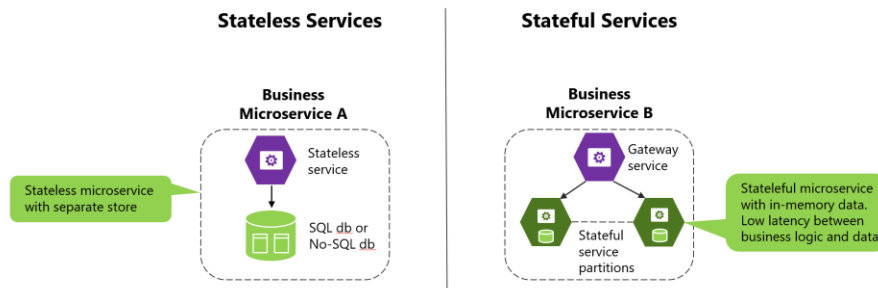 Stateless Services
Business
Microservice A
Stateless
service
Stateless microservice
with separate store
SQL db or
No-SQL db
Stateful Services
Business
Microservice B
Gateway
service
Stateful
service
partitions
Stateleful microservice
with in-memory data.
Low latency between
business logic and data